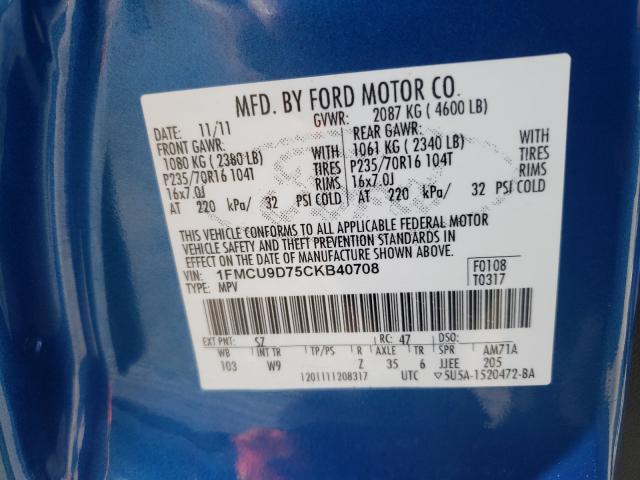 MFD. BY FORD MOTOR CO.
DATE: 11/11 GVWR: 2087 KG ( 4600 LB)
FRONT GAWR: REAR GAWR:
1080 KG ( 2380 LB) WITH 1061 KG ( 2340 LB) WITH
P235/70R16 104T TIRES P235/70R16 104T TIRES
16x7.0J RIMS 16x7.0J RIMS
AT 220 kPa/ 32 PSI COLD AT 220 kPa/ 32 PSI COLD
THIS VEHICLE CONFORMS TO ALL APPLICABLE FEDERAL MOTOR
VEHICLE SAFETY AND THEFT PREVENTION STANDARDS IN
EFFECT ON THE DATE OF MANUFACTURE SHOWN ABOVE.
VIN: 1FMCU9D75CKB40708 F0108
TYPE: MPV T0317
EXT PNT: SZ RC: 47 DSO:
WB INT TR TP/PS R AXLE TR SPR AM71A
103 W9 Z 35 6 JJEE 205
1201111208317 UTC ▽5U5A-1520472-BA